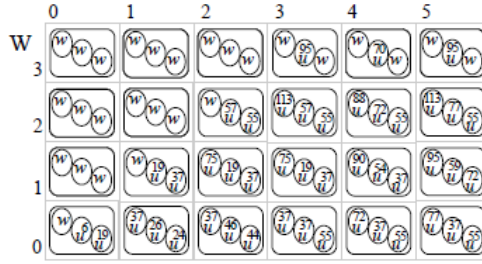 0 1 2 3 4 5
W
3 w w w w w w w w w w 95 u w w 70 u w w 95 u w
2 w w w w w w w 57 u 55 u 113 u 57 u 55 u 88 u 72 u 55 u 113 u 77 u 55 u
1 w w w w 19 u 37 u 75 u 19 u 37 u 75 u 19 u 37 u 90 u 54 u 37 u 95 u 59 u 72 u
0 w 6 u 19 u 37 u 26 u 24 u 37 u 46 u 44 u 37 u 37 u 55 u 72 u 37 u 55 u 77 u 37 u 55 u